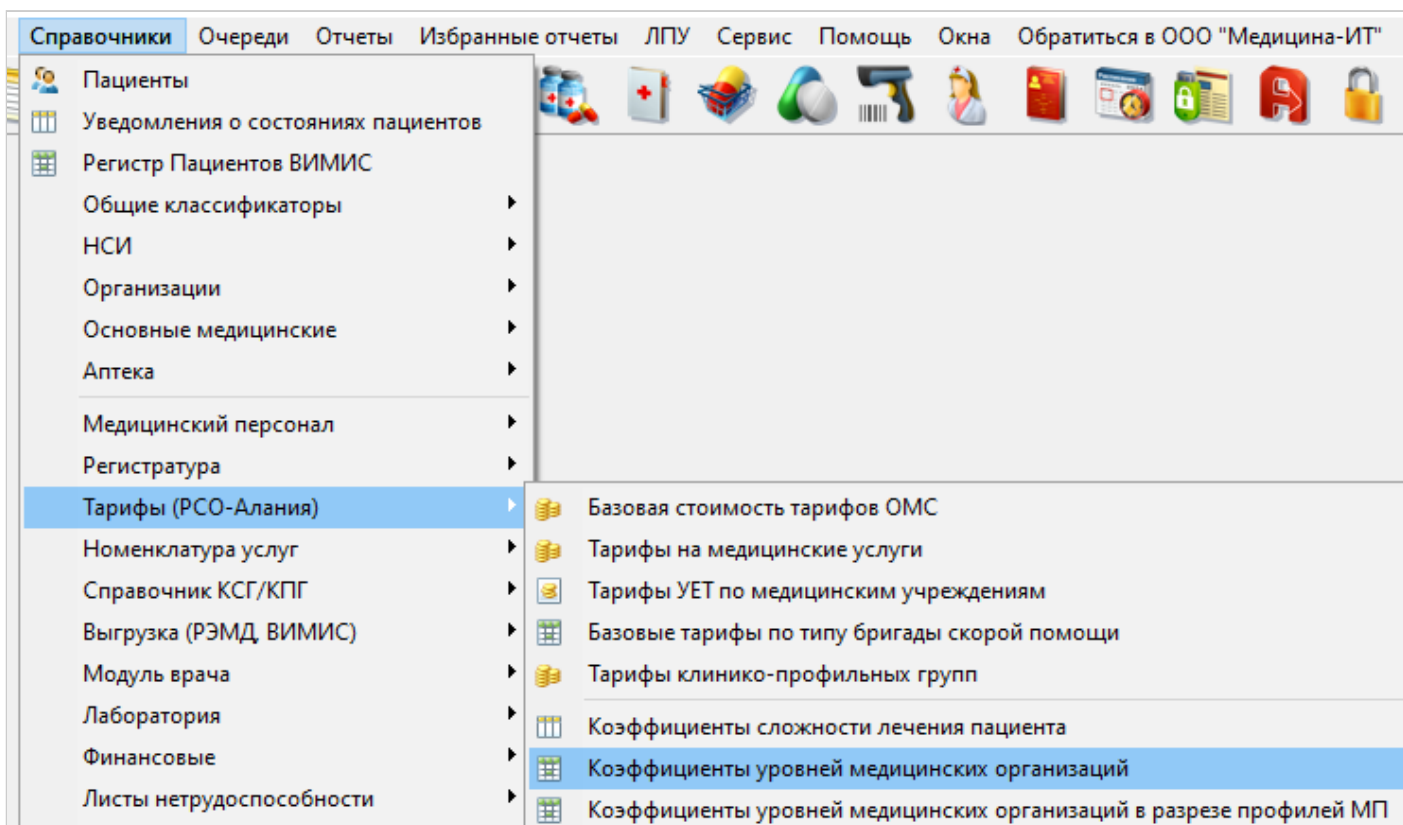 Справочники Очереди Отчеты Избранные отчеты ЛПУ Сервис Помощь Окна Обратиться в ООО "Медицина-ИТ"
Пациенты
Уведомления о состояниях пациентов
Регистр Пациентов ВИМИС
Общие классификаторы
НСИ
Организации
Основные медицинские
Аптека
Медицинский персонал
Регистратура
Тарифы (РСО-Алания)
Номенклатура услуг
Справочник КСГ/КПГ
Выгрузка (РЭМД, ВИМИС)
Модуль врача
Лаборатория
Финансовые
Листы нетрудоспособности
Базовая стоимость тарифов ОМС
Тарифы на медицинские услуги
Тарифы УЕТ по медицинским учреждениям
Базовые тарифы по типу бригады скорой помощи
Тарифы клинико-профильных групп
Коэффициенты сложности лечения пациента
Коэффициенты уровней медицинских организаций
Коэффициенты уровней медицинских организаций в разрезе профилей МП